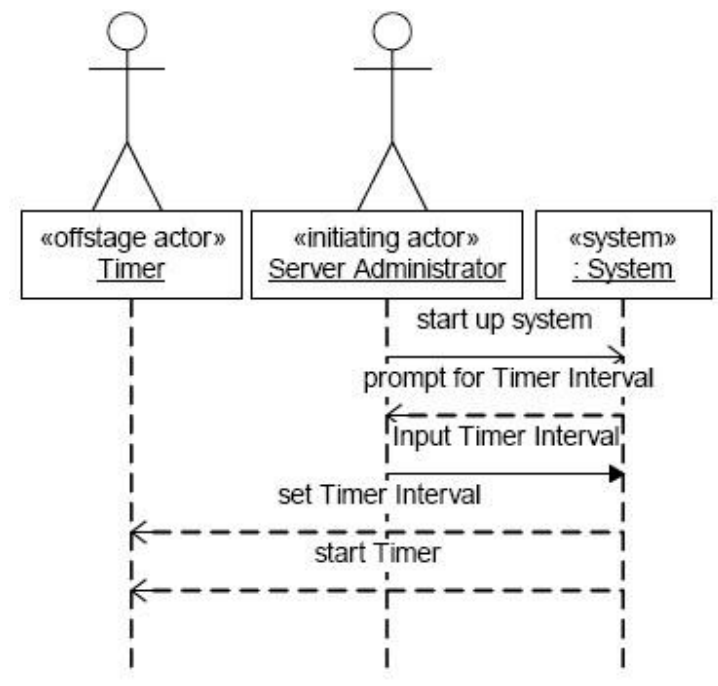 «offstage actor»
Timer
«initiating actor»
Server Administrator
«system»
: System
start up system
prompt for Timer Interval
Input Timer Interval
set Timer Interval
start Timer